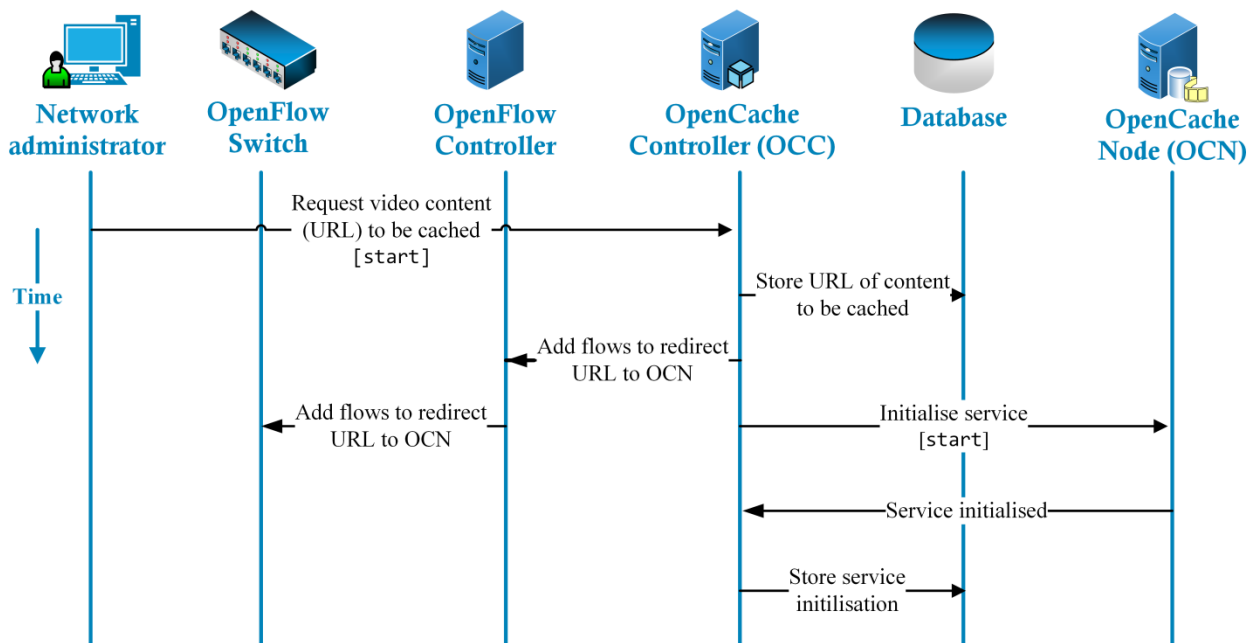 Network
administrator
OpenFlow
Switch
OpenFlow
Controller
OpenCache
Controller (OCC)
Database
OpenCache
Node (OCN)
Request video content
(URL) to be cached
[start]
Time
Store URL of content
to be cached
Add flows to redirect
URL to OCN
Add flows to redirect
URL to OCN
Initialise service
[start]
Service initialised
Store service
initilisation